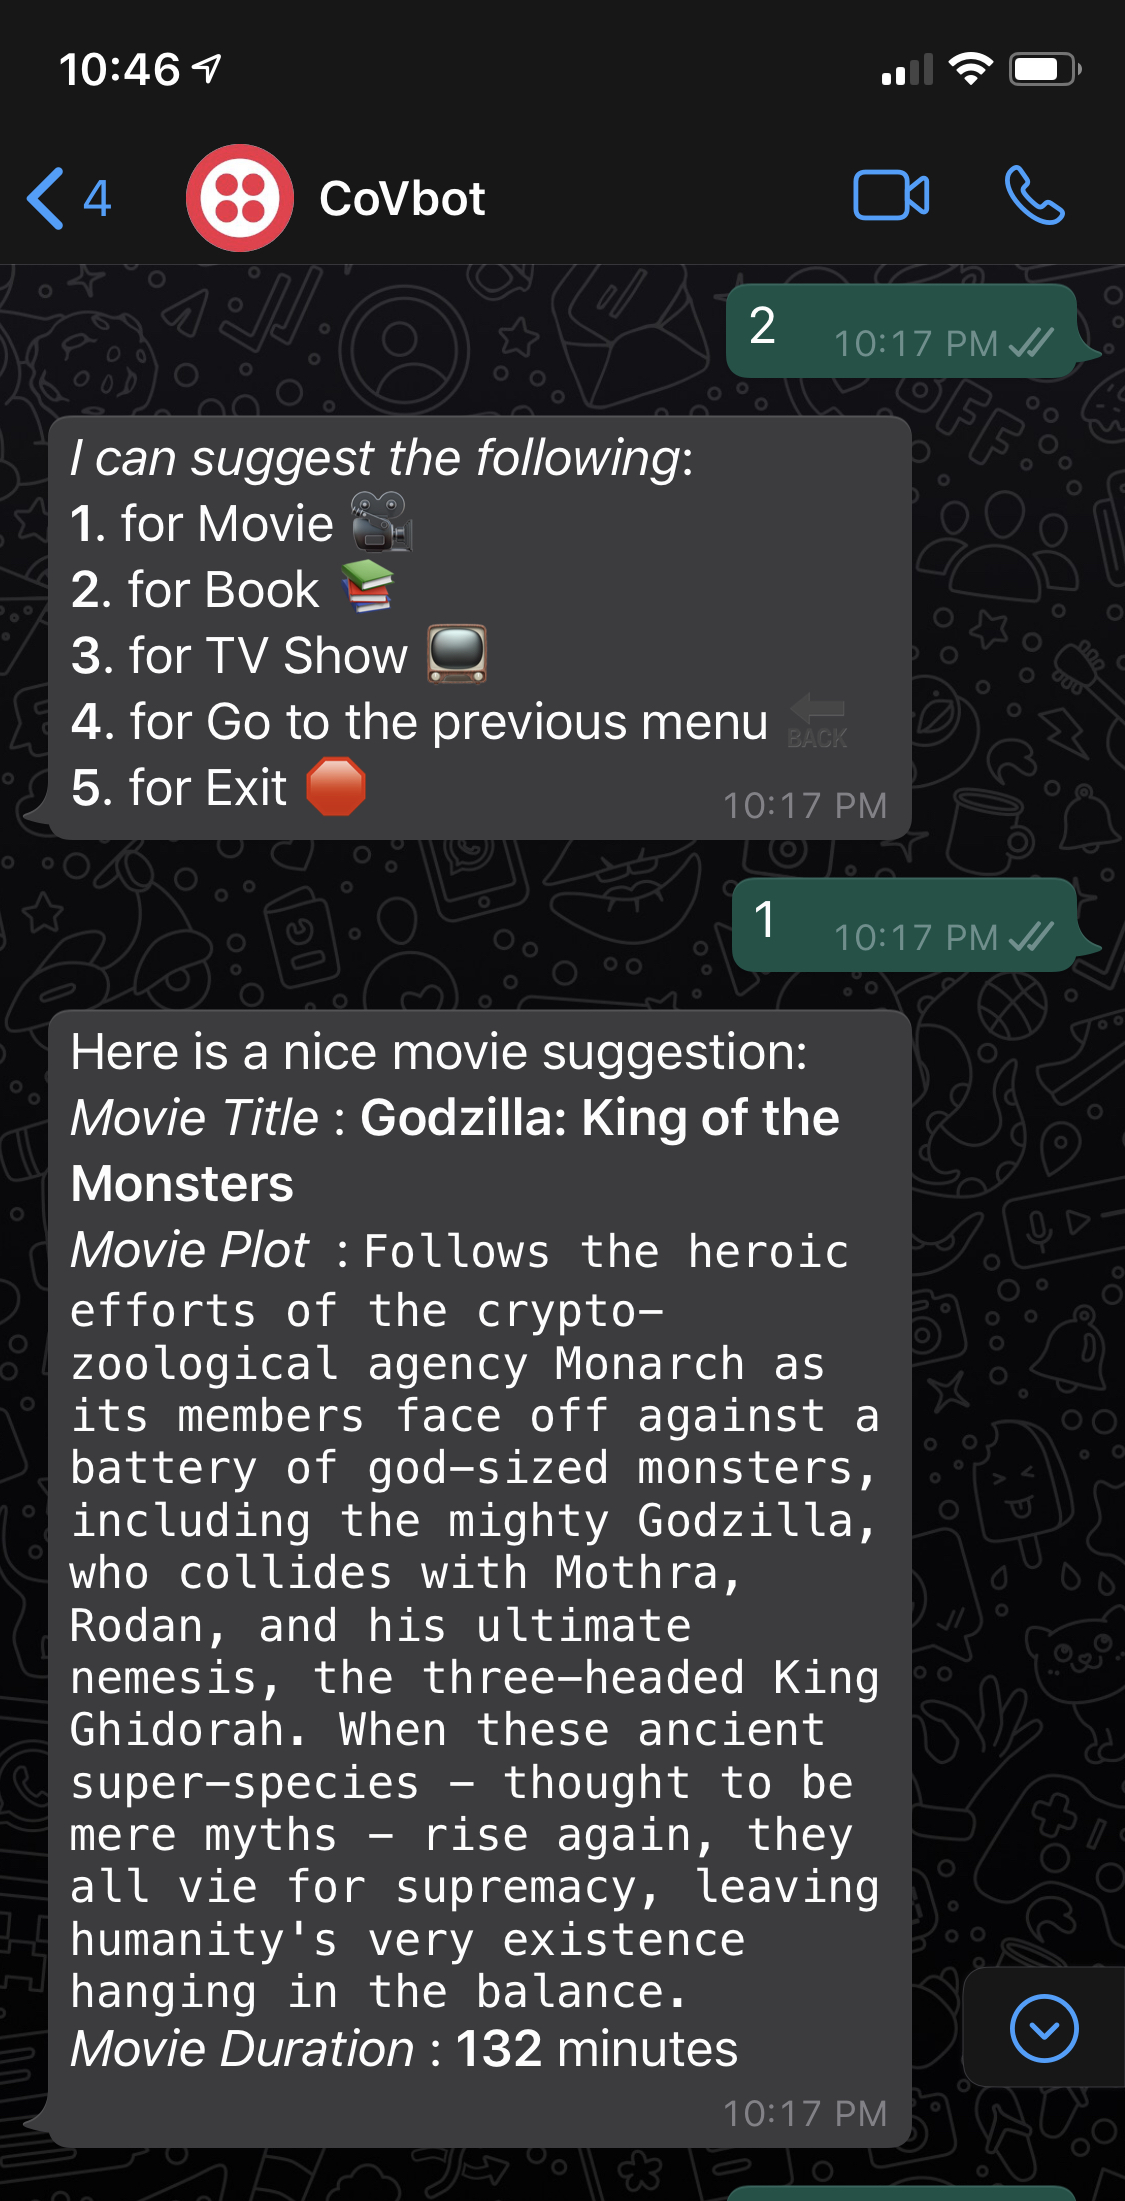 10:46
4 CoVbot
2 10:17 PM
I can suggest the following:
1. for Movie
2. for Book
3. for TV Show
4. for Go to the previous menu BACK
5. for Exit
10:17 PM
1 10:17 PM
Here is a nice movie suggestion:
Movie Title : Godzilla: King of the
Monsters
Movie Plot : Follows the heroic
efforts of the crypto-
zoological agency Monarch as
its members face off against a
battery of god-sized monsters,
including the mighty Godzilla,
who collides with Mothra,
Rodan, and his ultimate
nemesis, the three-headed King
Ghidorah. When these ancient
super-species - thought to be
mere myths - rise again, they
all vie for supremacy, leaving
humanity's very existence
hanging in the balance.
Movie Duration : 132 minutes
10:17 PM